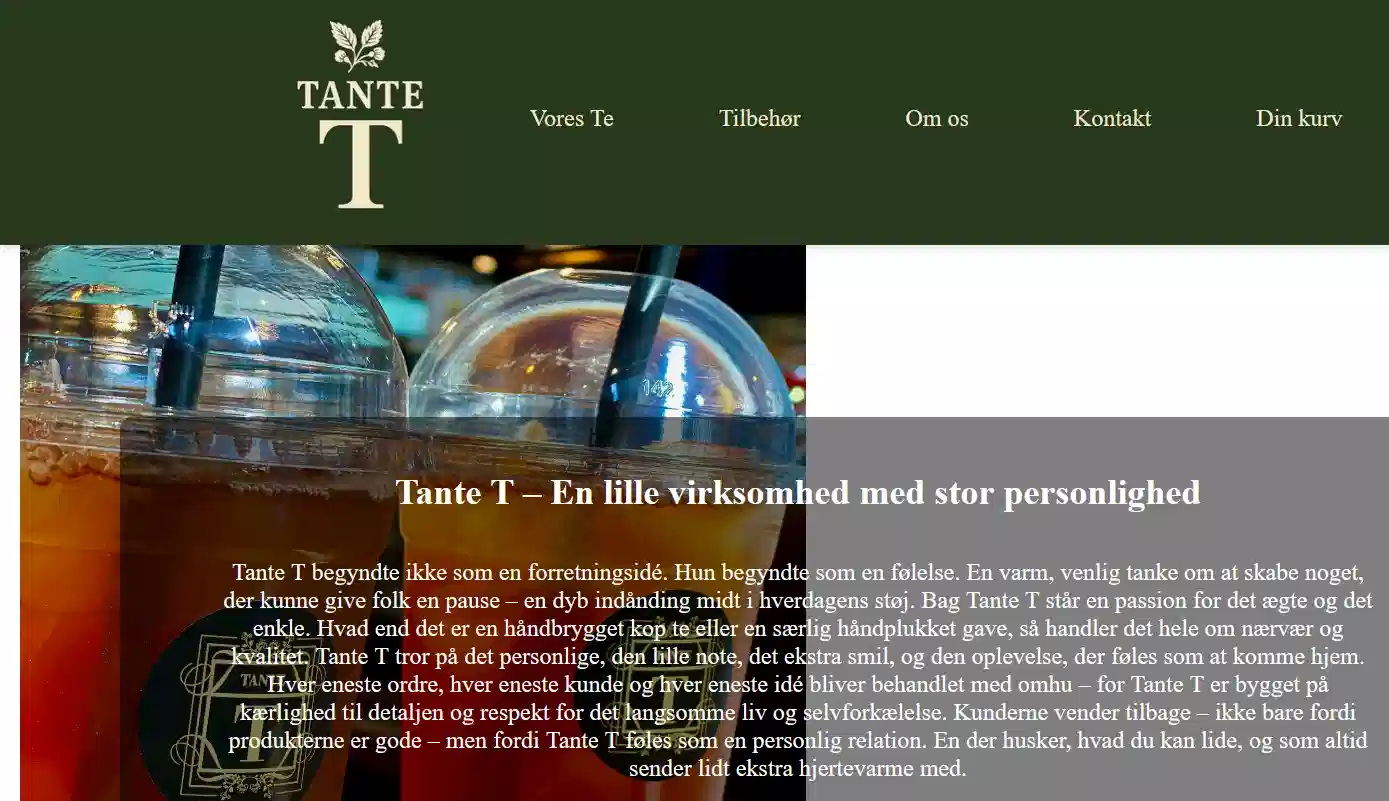 TANTE
T
Vores Te
Tilbehør
Om os
Kontakt
Din kurv
142
Tante T – En lille virksomhed med stor personlighed
Tante T begyndte ikke som en forretningsidé. Hun begyndte som en følelse. En varm, venlig tanke om at skabe noget,
der kunne give folk en pause – en dyb indånding midt i hverdagens støj. Bag Tante T står en passion for det ægte og det
enkle. Hvad end det er en håndbrygget kop te eller en særlig håndplukket gave, så handler det hele om nærvær og
kvalitet. Tante T tror på det personlige, den lille note, det ekstra smil, og den oplevelse, der føles som at komme hjem.
Hver eneste ordre, hver eneste kunde og hver eneste idé bliver behandlet med omhu – for Tante T er bygget på
kærlighed til detaljen og respekt for det langsomme liv og selvforkælelse. Kunderne vender tilbage – ikke bare fordi
produkterne er gode – men fordi Tante T føles som en personlig relation. En der husker, hvad du kan lide, og som altid
sender lidt ekstra hjertevarme med.